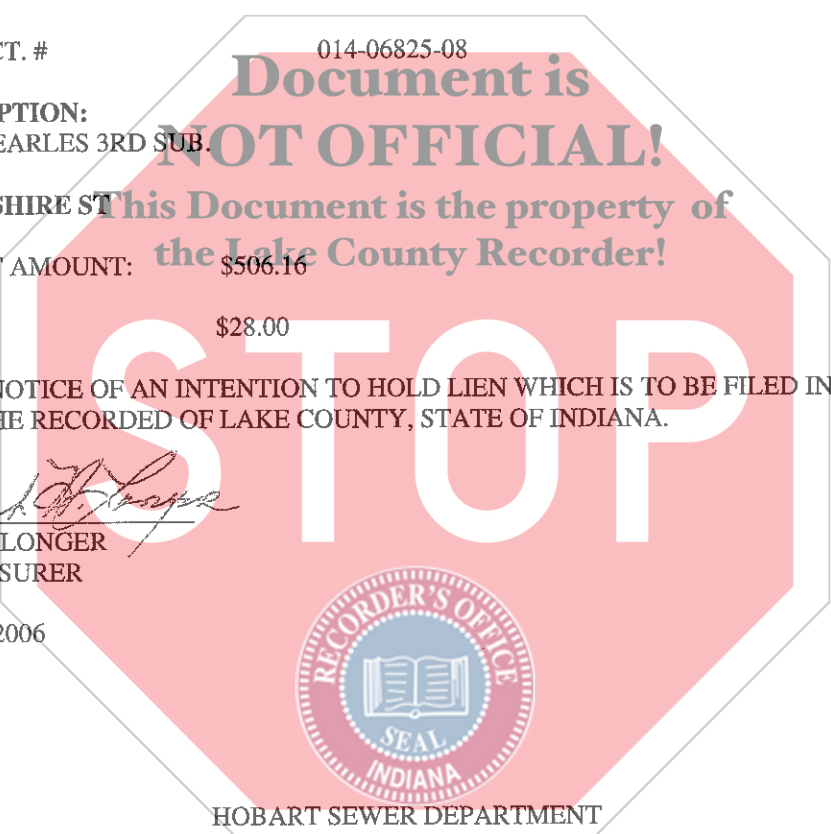 CT. # 014-06825-08
Document is
PTION:
EARLES 3RD SUB.
NOT OFFICIAL!
SHIRE ST
This Document is the property of
the Lake County Recorder!
T AMOUNT: $506.16
$28.00
STOP
NOTICE OF AN INTENTION TO HOLD LIEN WHICH IS TO BE FILED IN
HE RECORDED OF LAKE COUNTY, STATE OF INDIANA.
LONGER
SURER
2006
RECORDER'S OFFICE
SEAL
INDIANA
HOBART SEWER DEPARTMENT